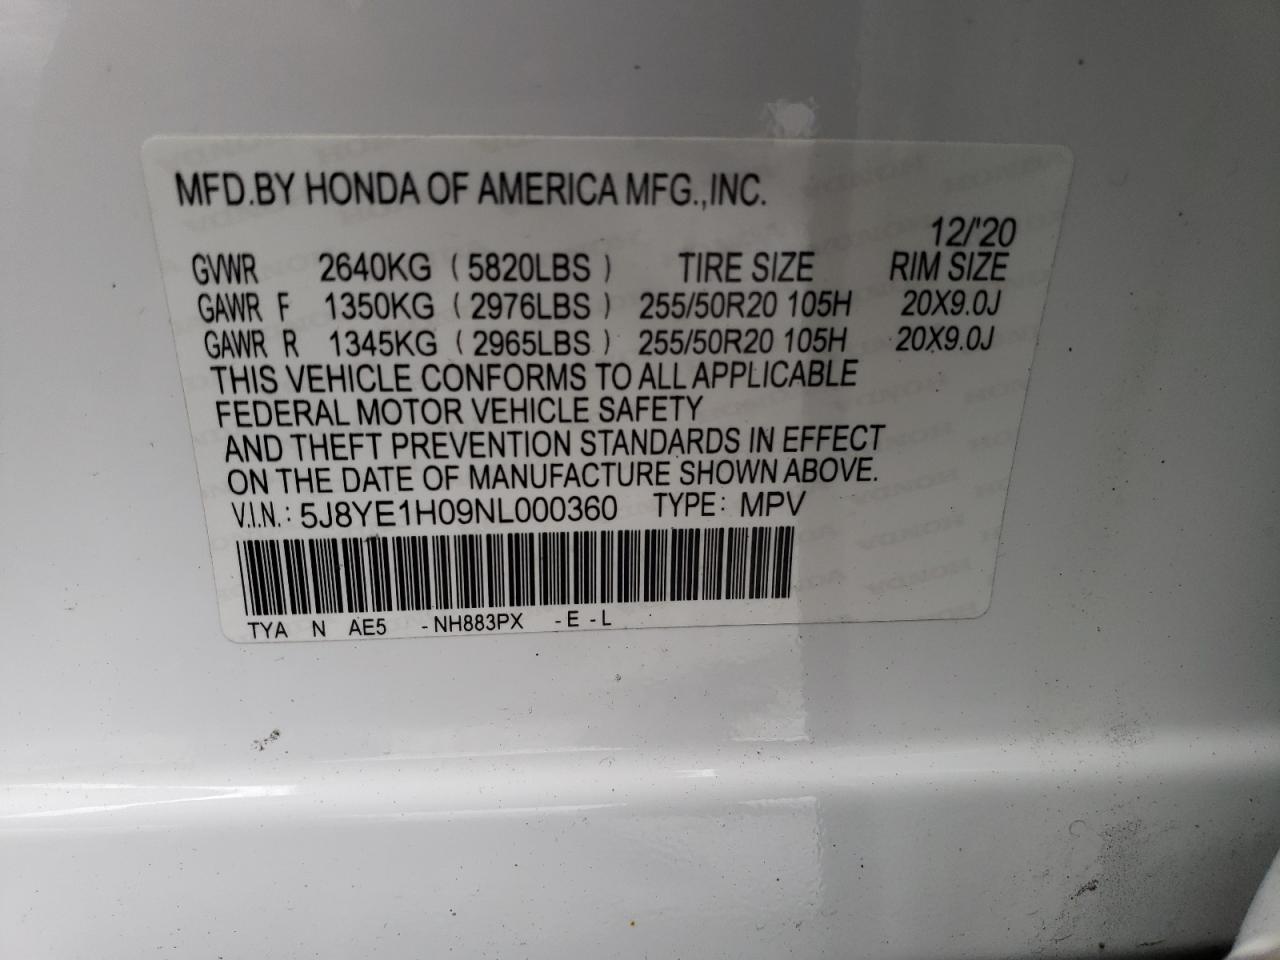 MFD.BY HONDA OF AMERICA MFG.,INC.
12/'20
GVWR 2640KG ( 5820LBS ) TIRE SIZE RIM SIZE
GAWR F 1350KG ( 2976LBS ) 255/50R20 105H 20X9.0J
GAWR R 1345KG ( 2965LBS ) 255/50R20 105H 20X9.0J
THIS VEHICLE CONFORMS TO ALL APPLICABLE
FEDERAL MOTOR VEHICLE SAFETY
AND THEFT PREVENTION STANDARDS IN EFFECT
ON THE DATE OF MANUFACTURE SHOWN ABOVE.
V.I.N.: 5J8YE1H09NL000360 TYPE: MPV
TYA N AE5 -NH883PX -E -L